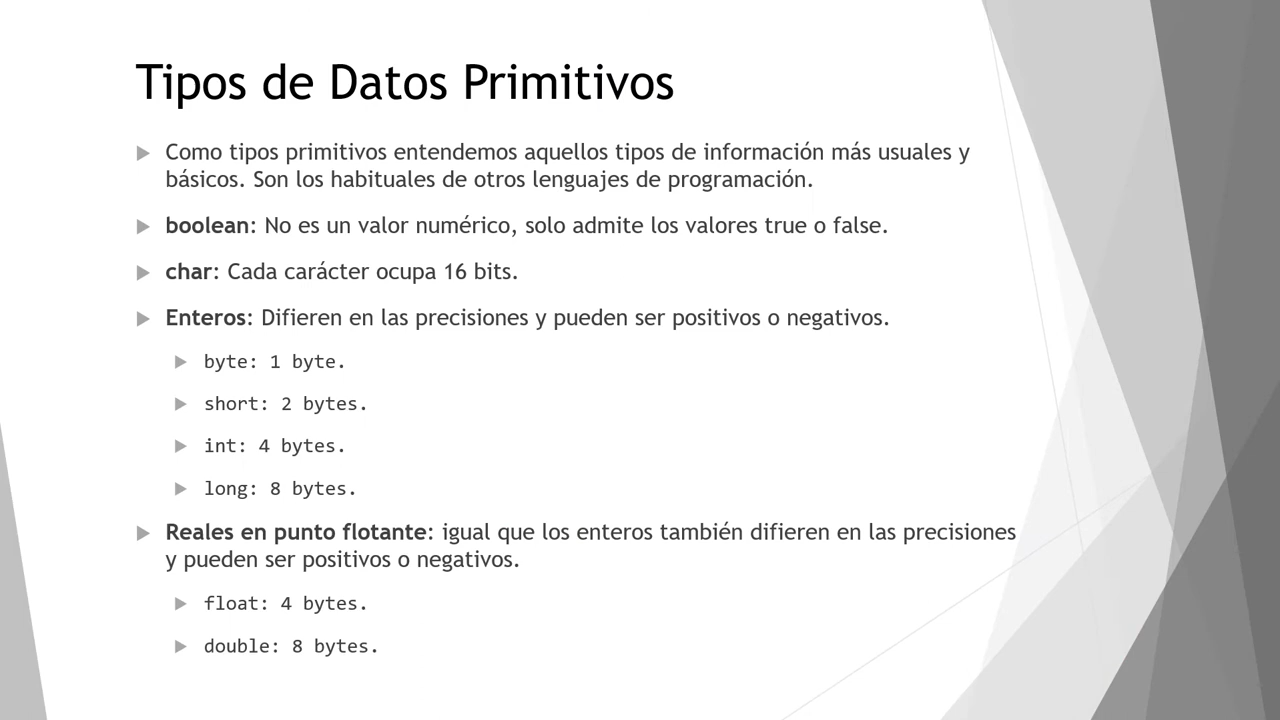 Tipos de Datos Primitivos
Como tipos primitivos entendemos aquellos tipos de información más usuales y
básicos. Son los habituales de otros lenguajes de programación.
boolean: No es un valor numérico, solo admite los valores true o false.
char: Cada carácter ocupa 16 bits.
Enteros: Difieren en las precisiones y pueden ser positivos o negativos.
byte: 1 byte.
short: 2 bytes.
int: 4 bytes.
long: 8 bytes.
Reales en punto flotante: igual que los enteros también difieren en las precisiones
y pueden ser positivos o negativos.
float: 4 bytes.
double: 8 bytes.